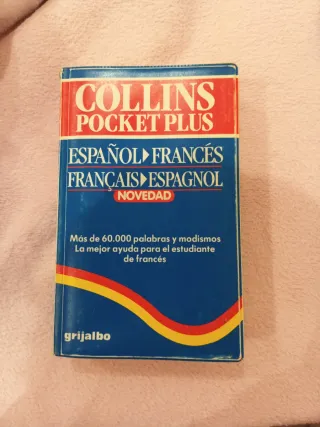 COLLINS
POCKET PLUS
ESPAÑOL▶FRANCÉS
FRANÇAIS▶ESPAGNOL
NOVEDAD
Más de 60.000 palabras y modismos
La mejor ayuda para el estudiante
de francés
grijalbo